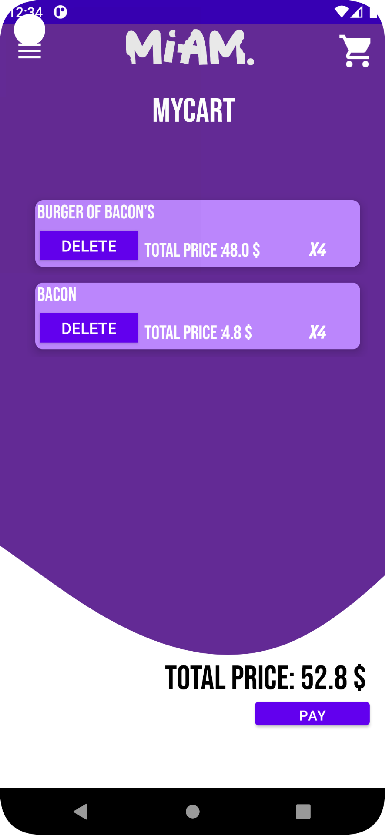 12:34
MiAM.
MYCART
BURGER OF BACON'S
DELETE TOTAL PRICE :48.0 $ X4
BACON
DELETE TOTAL PRICE :4.8 $ X4
TOTAL PRICE: 52.8 $
PAY